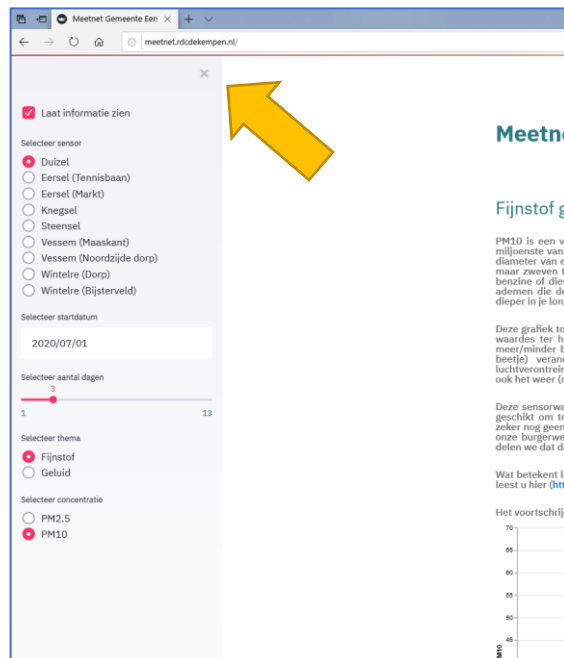 Meetnet Gemeente Eer
meetnet.rdcdekempen.nl/
Laat informatie zien
Selecteer sensor
Duizel
Eersel (Tennisbaan)
Eersel (Markt)
Knegsel
Steensel
Vessem (Maaskant)
Vessem (Noordzijde dorp)
Wintelre (Dorp)
Wintelre (Bijsterveld)
Selecteer startdatum
2020/07/01
Selecteer aantal dagen
3
1 13
Selecteer thema
Fijnstof
Geluid
Selecteer concentratie
PM2.5
PM10
Meetn
Fijnstof g
PM10 is een v
miljoenste van
diameter van e
maar zweven t
benzine of dies
ademen die de
dieper in je lon
Deze grafiek to
waardes ter h
meer/minder b
beetje) veran
luchtverontrein
ook het weer (
Deze sensorwa
geschikt om te
zeker nog geen
onze burgerwe
delen we dat d
Wat betekent
leest u hier (ht
Het voortschrij
70
65
60
55
50
45
M10